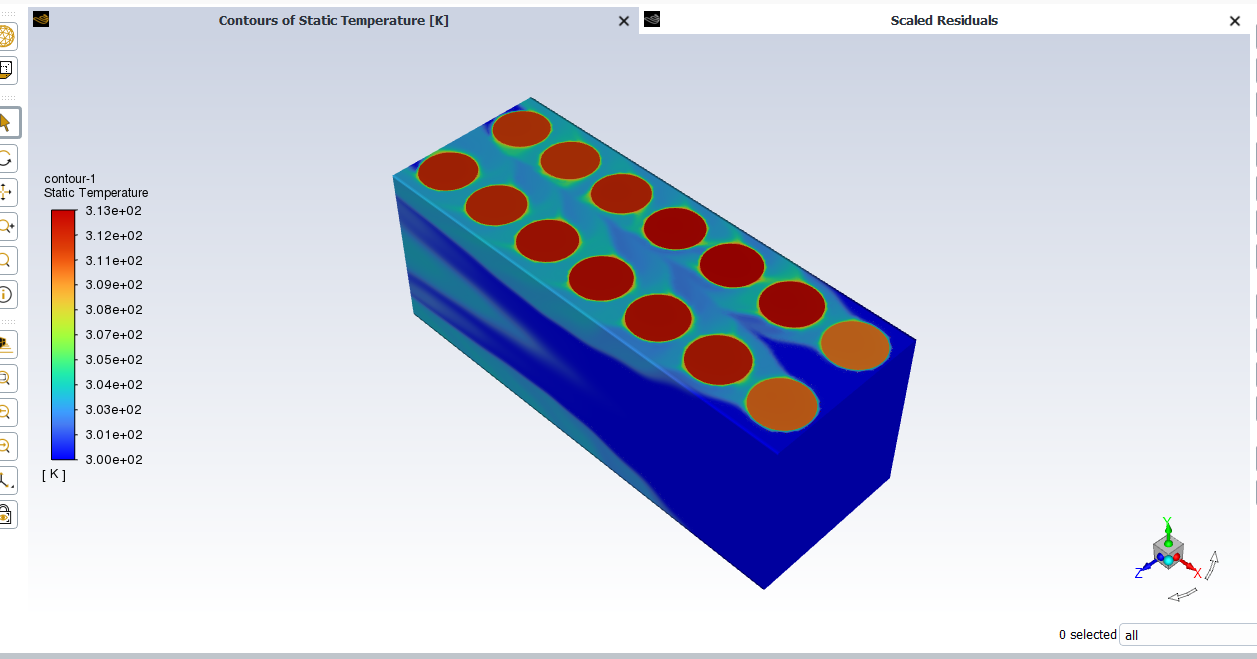 Contours of Static Temperature [K]
Scaled Residuals
contour-1
Static Temperature
3.13e+02
3.12e+02
3.11e+02
3.09e+02
3.08e+02
3.07e+02
3.05e+02
3.04e+02
3.03e+02
3.01e+02
3.00e+02
[ K ]
Y
Z
X
0 selected
all